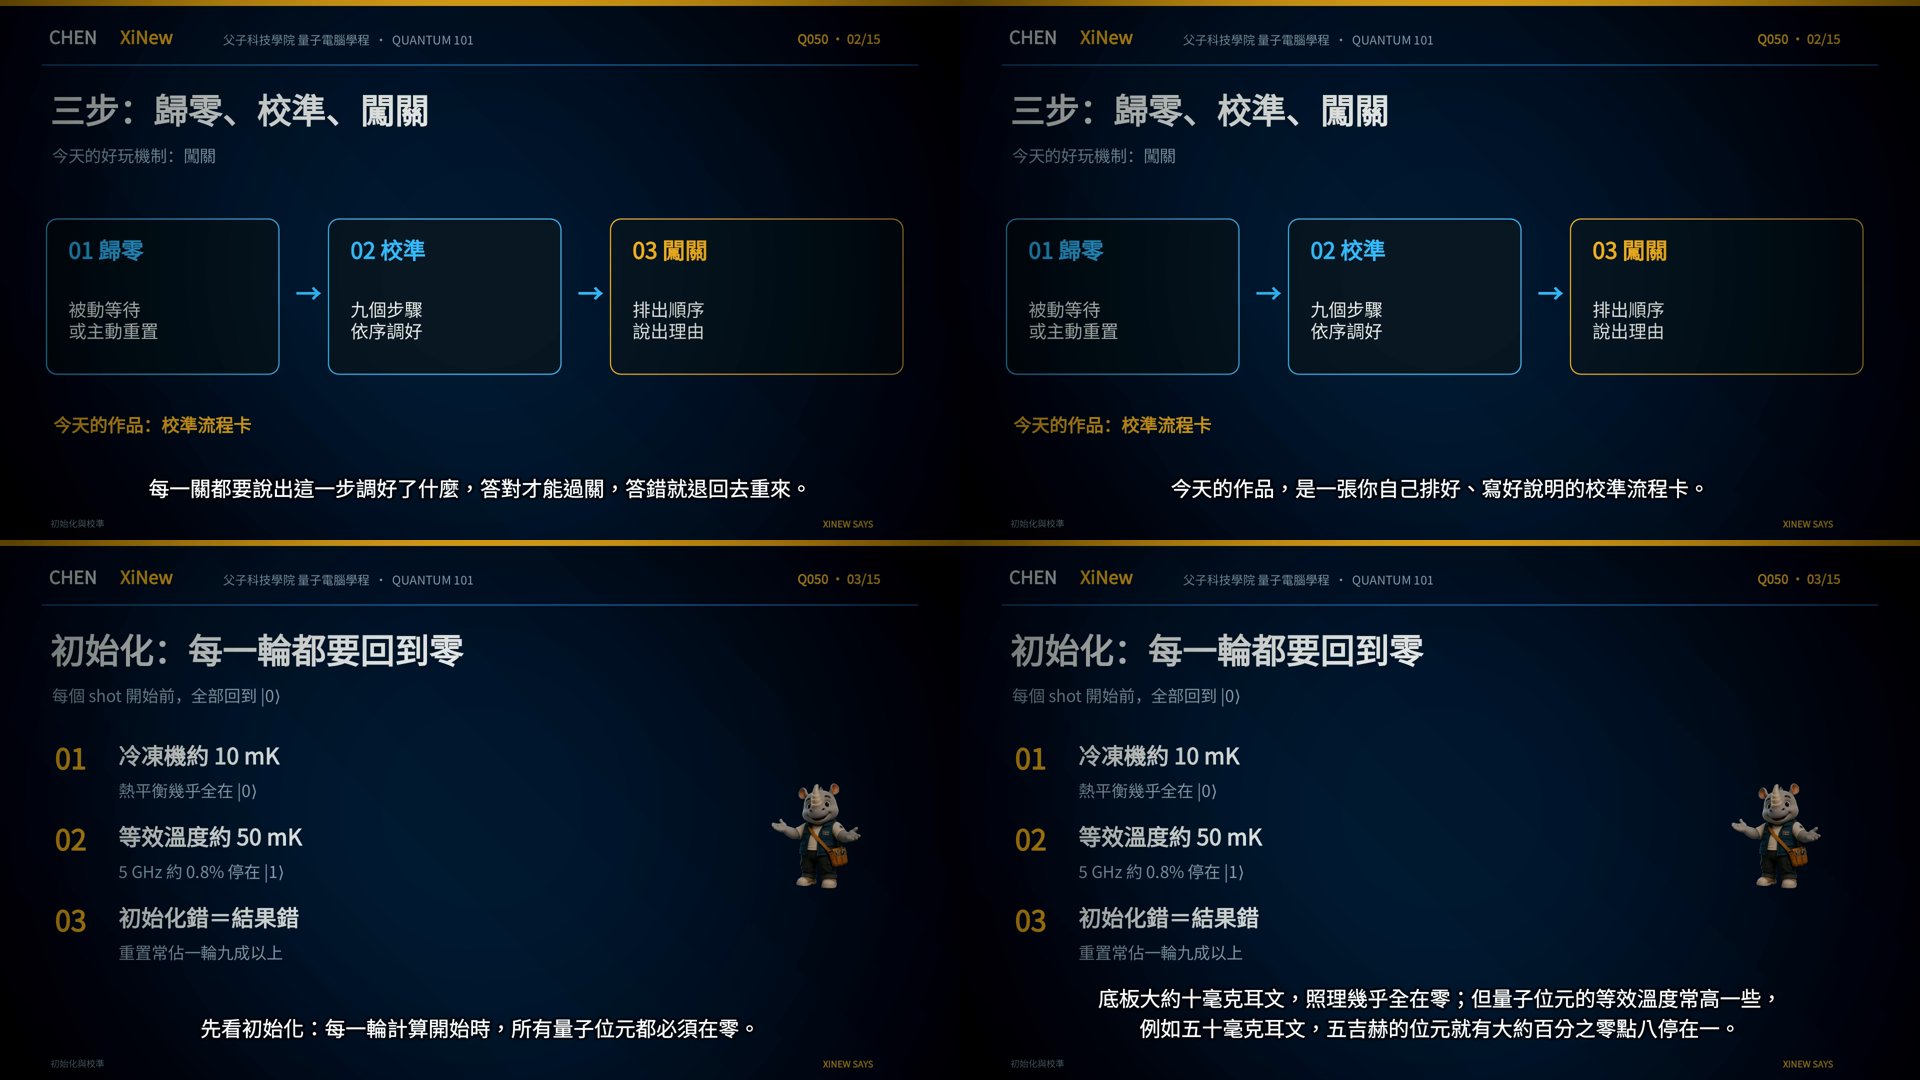 CHEN XiNew 父子科技學院 量子電腦學程 · QUANTUM 101 Q050 · 02/15
三步：歸零、校準、闖關
今天的好玩機制：闖關
01 歸零
被動等待
或主動重置
→
02 校準
九個步驟
依序調好
→
03 闖關
排出順序
說出理由
今天的作品：校準流程卡
每一關都要說出這一步調好了什麼，答對才能過關，答錯就退回去重來。
初始化與校準 XINEW SAYS
CHEN XiNew 父子科技學院 量子電腦學程 · QUANTUM 101 Q050 · 02/15
三步：歸零、校準、闖關
今天的好玩機制：闖關
01 歸零
被動等待
或主動重置
→
02 校準
九個步驟
依序調好
→
03 闖關
排出順序
說出理由
今天的作品：校準流程卡
今天的作品，是一張你自己排好、寫好說明的校準流程卡。
初始化與校準 XINEW SAYS
CHEN XiNew 父子科技學院 量子電腦學程 · QUANTUM 101 Q050 · 03/15
初始化：每一輪都要回到零
每個 shot 開始前，全部回到 |0⟩
01 冷凍機約 10 mK
熱平衡幾乎全在 |0⟩
02 等效溫度約 50 mK
5 GHz 約 0.8% 停在 |1⟩
03 初始化錯＝結果錯
重置常佔一輪九成以上
先看初始化：每一輪計算開始時，所有量子位元都必須在零。
初始化與校準 XINEW SAYS
CHEN XiNew 父子科技學院 量子電腦學程 · QUANTUM 101 Q050 · 03/15
初始化：每一輪都要回到零
每個 shot 開始前，全部回到 |0⟩
01 冷凍機約 10 mK
熱平衡幾乎全在 |0⟩
02 等效溫度約 50 mK
5 GHz 約 0.8% 停在 |1⟩
03 初始化錯＝結果錯
重置常佔一輪九成以上
底板大約十毫克耳文，照理幾乎全在零；但量子位元的等效溫度常高一些，
例如五十毫克耳文，五吉赫的位元就有大約百分之零點八停在一。
初始化與校準 XINEW SAYS